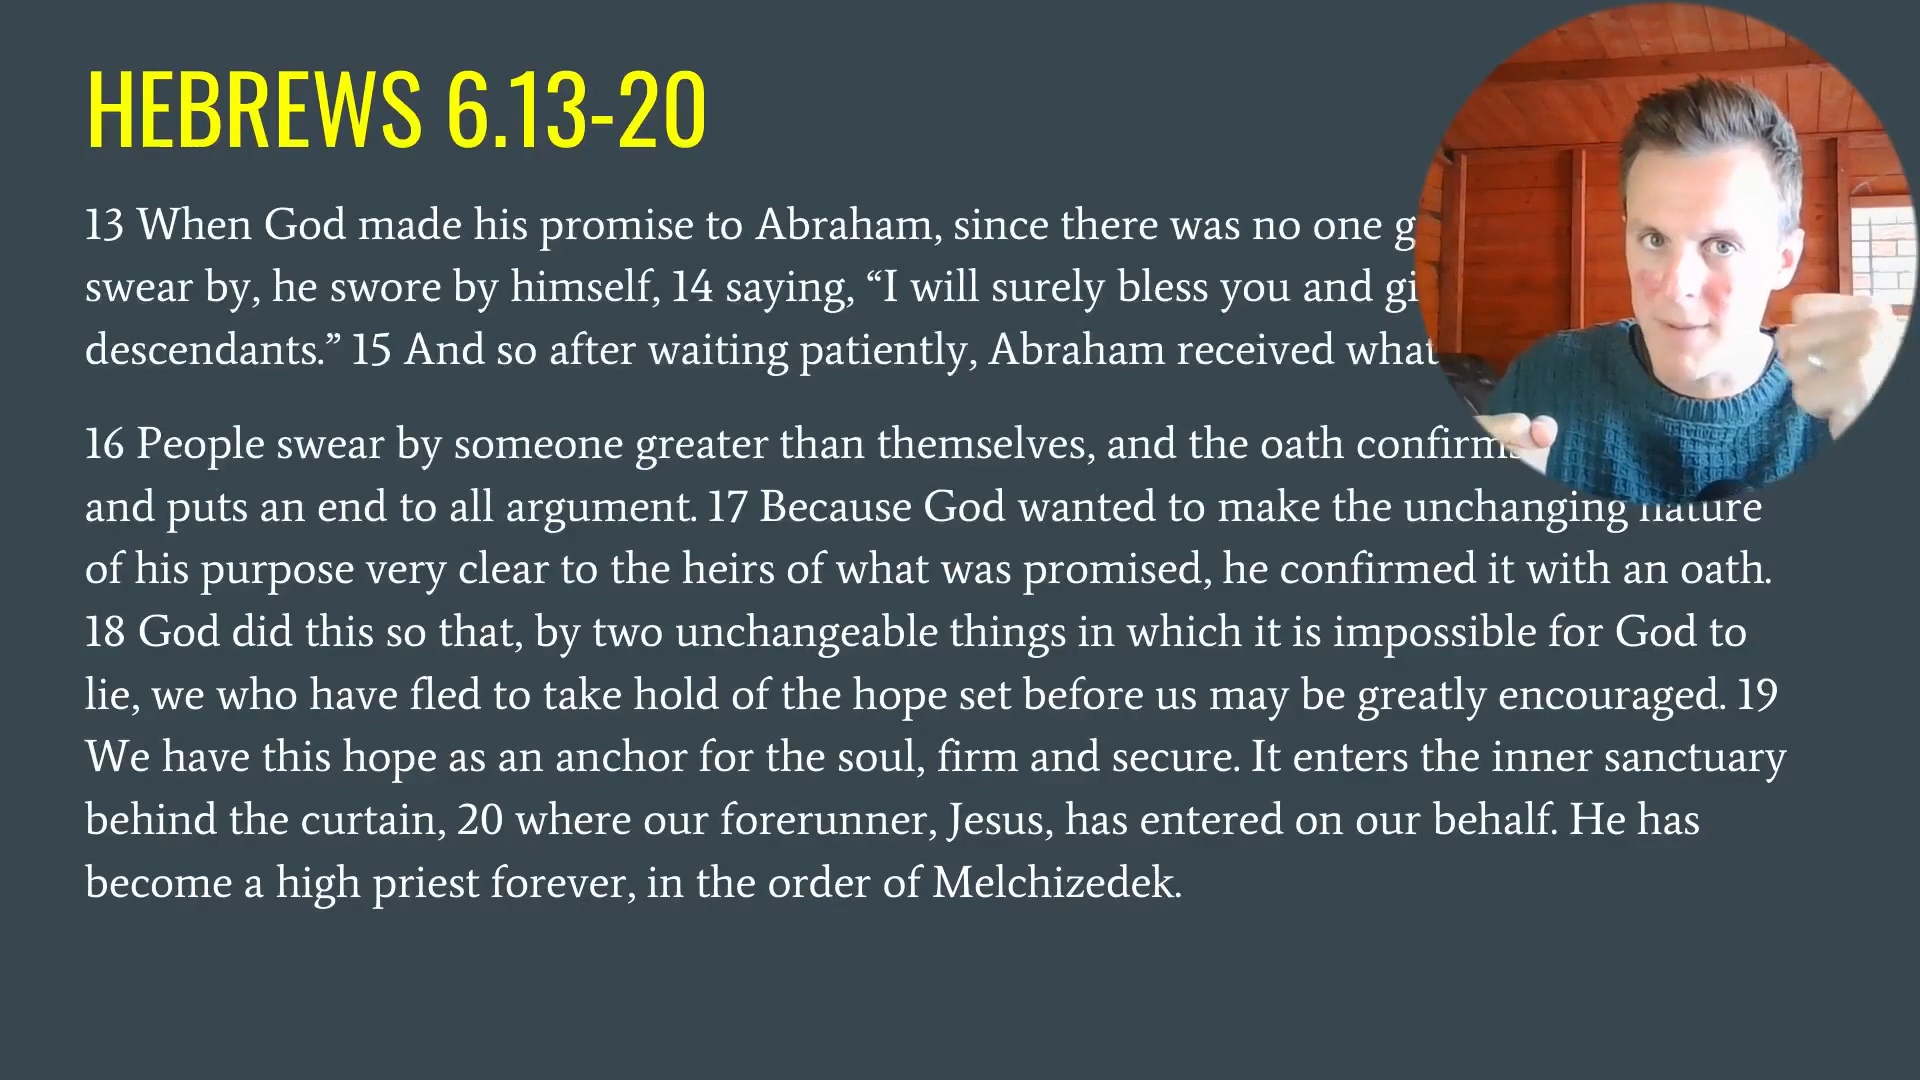 HEBREWS 6.13-20
13 When God made his promise to Abraham, since there was no one
swear by, he swore by himself, 14 saying, “I will surely bless you and
descendants.” 15 And so after waiting patiently, Abraham received what
16 People swear by someone greater than themselves, and the oath
and puts an end to all argument. 17 Because God wanted to make the unchanging nature
of his purpose very clear to the heirs of what was promised, he confirmed it with an oath.
18 God did this so that, by two unchangeable things in which it is impossible for God to
lie, we who have fled to take hold of the hope set before us may be greatly encouraged. 19
We have this hope as an anchor for the soul, firm and secure. It enters the inner sanctuary
behind the curtain, 20 where our forerunner, Jesus, has entered on our behalf. He has
become a high priest forever, in the order of Melchizedek.